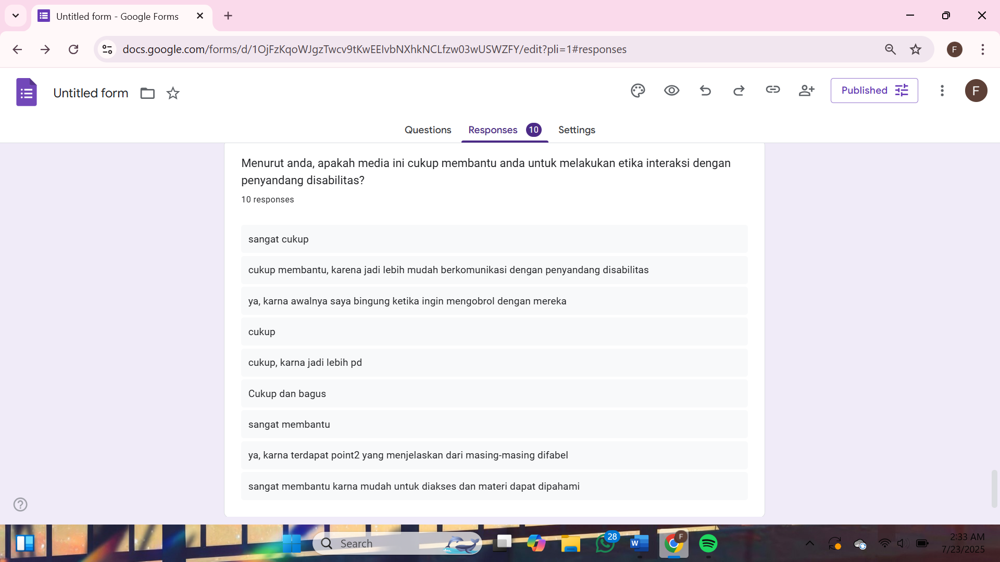 Untitled form - Google Forms
docs.google.com/forms/d/1OjFzKqoWJgzTwcv9tKwEEIvbNXhkNCLfzw03wUSWZFY/edit?pli=1#responses
F
Untitled form
Published
F
Questions
Responses 10
Settings
Menurut anda, apakah media ini cukup membantu anda untuk melakukan etika interaksi dengan
penyandang disabilitas?
10 responses
sangat cukup
cukup membantu, karena jadi lebih mudah berkomunikasi dengan penyandang disabilitas
ya, karna awalnya saya bingung ketika ingin mengobrol dengan mereka
cukup
cukup, karna jadi lebih pd
Cukup dan bagus
sangat membantu
ya, karna terdapat point2 yang menjelaskan dari masing-masing difabel
sangat membantu karna mudah untuk diakses dan materi dapat dipahami
Search
28
W
F
2:33 AM
7/23/2025